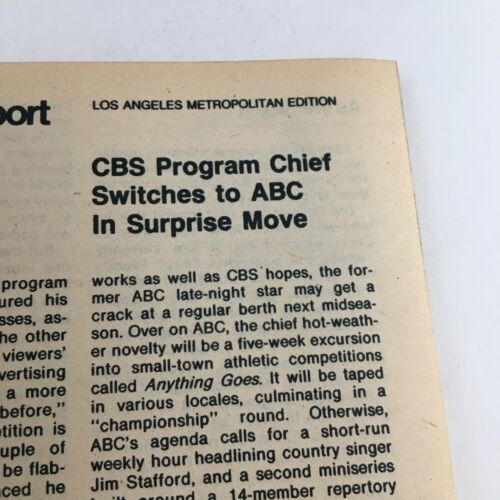 port
LOS ANGELES METROPOLITAN EDITION
CBS Program Chief
Switches to ABC
In Surprise Move
program
ured his
sses, as-
he other
viewers'
vertising
a more
before,"
etition is
ouple of
be flab-
nced he
works as well as CBS hopes, the for-
mer ABC late-night star may get a
crack at a regular berth next midsea-
son. Over on ABC, the chief hot-weath-
er novelty will be a five-week excursion
into small-town athletic competitions
called Anything Goes. It will be taped
in various locales, culminating in a
"championship" round. Otherwise,
ABC's agenda calls for a short-run
weekly hour headlining country singer
Jim Stafford, and a second miniseries
built around a 14-member repertory